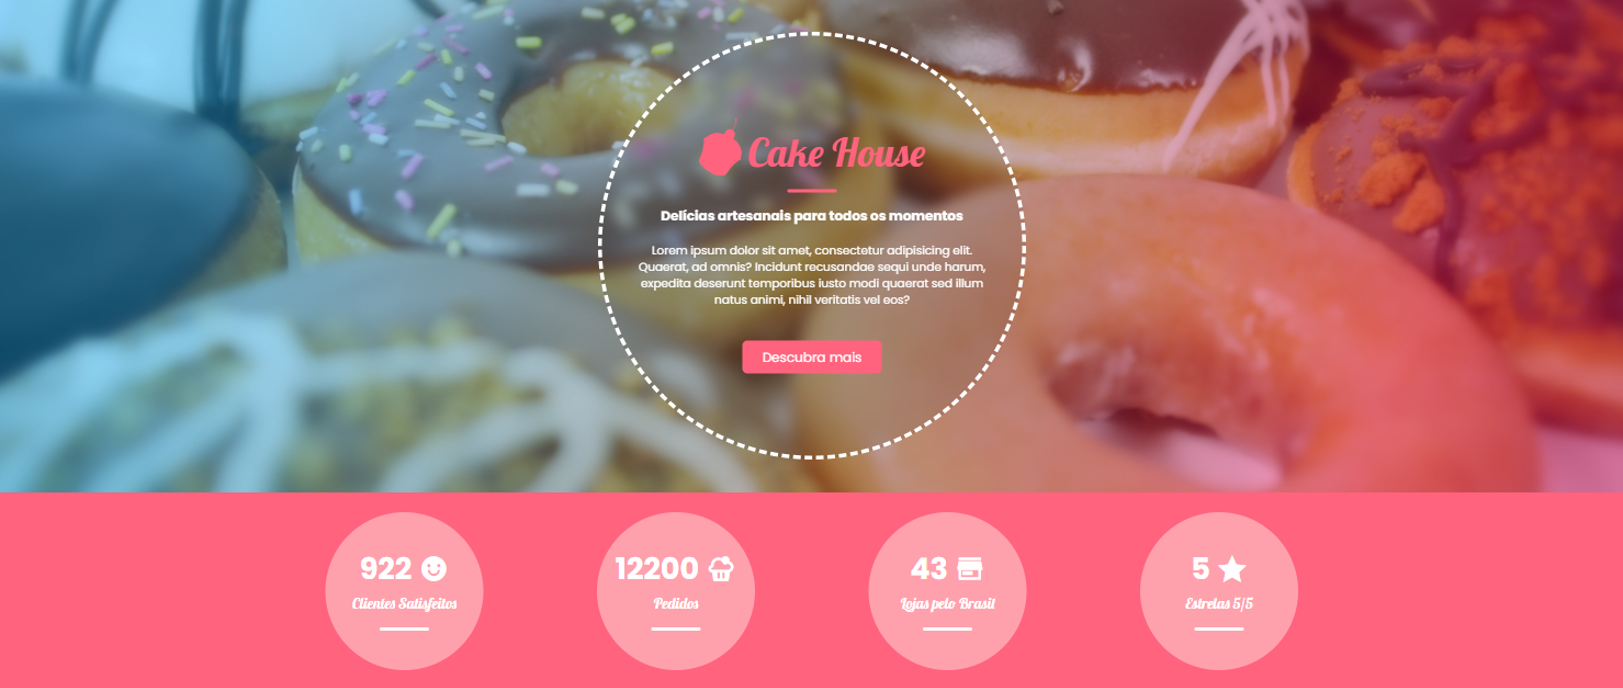 Cake House
Delícias artesanais para todos os momentos
Lorem ipsum dolor sit amet, consectetur adipisicing elit.
Quaerat, ad omnis? Incidunt recusandae sequi unde harum,
expedita deserunt temporibus iusto modi quaerat sed illum
natus animi, nihil veritatis vel eos?
Descubra mais
922
Clientes Satisfeitos
12200
Pedidos
43
Lojas pelo Brasil
5
Estrelas 5/5